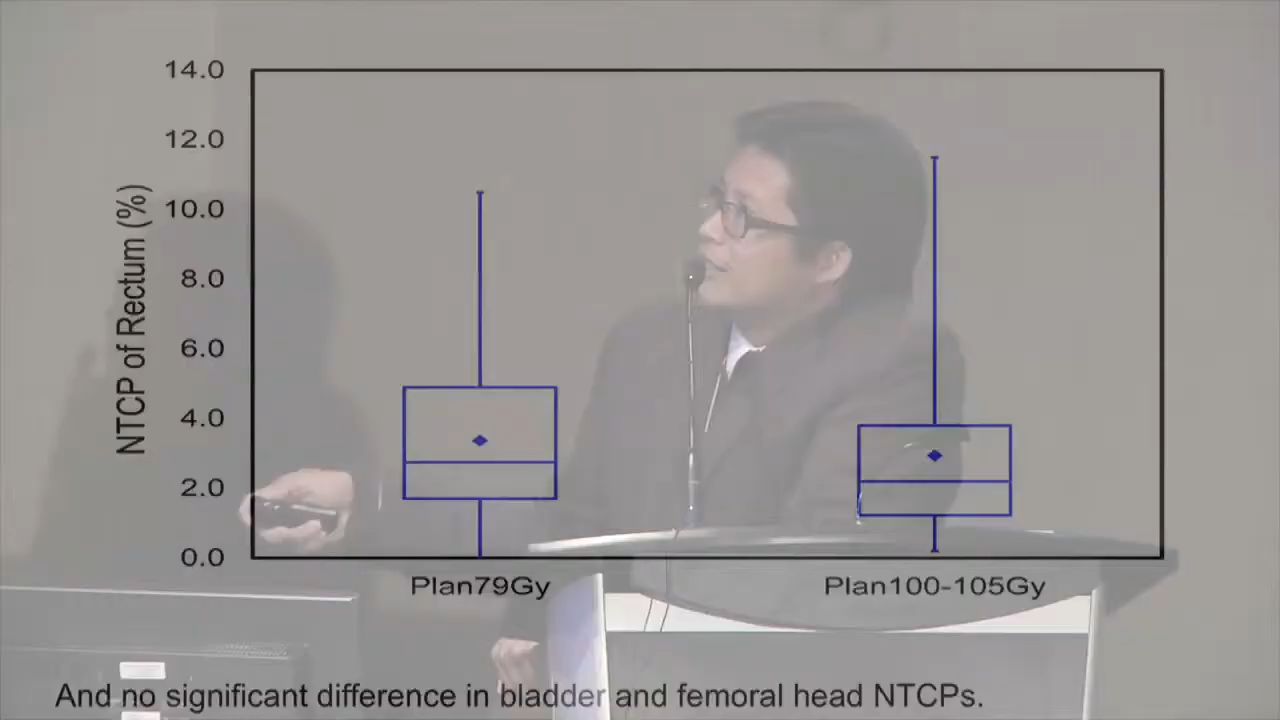 14.0
12.0
10.0
8.0
6.0
4.0
2.0
0.0
NTCP of Rectum (%)
Plan79Gy
Plan100-105Gy
And no significant difference in bladder and femoral head NTCPs.